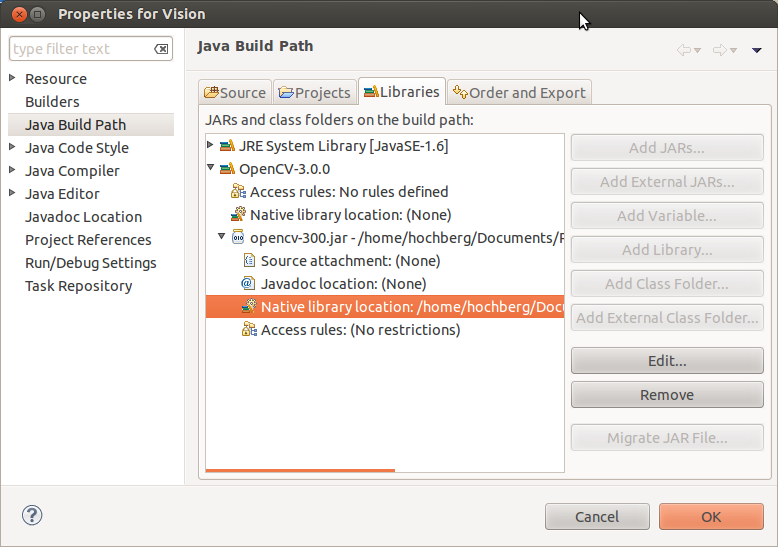 Properties for Vision
type filter text
Resource
Builders
Java Build Path
Java Code Style
Java Compiler
Java Editor
Javadoc Location
Project References
Run/Debug Settings
Task Repository
Java Build Path
Source
Projects
Libraries
Order and Export
JARs and class folders on the build path:
JRE System Library [JavaSE-1.6]
OpenCV-3.0.0
Access rules: No rules defined
Native library location: (None)
opencv-300.jar - /home/hochberg/Documents/
Source attachment: (None)
Javadoc location: (None)
Native library location: /home/hochberg/
Access rules: (No restrictions)
Add JARs...
Add External JARs...
Add Variable...
Add Library...
Add Class Folder...
Add External Class Folder...
Edit...
Remove
Migrate JAR File...
?
Cancel
OK